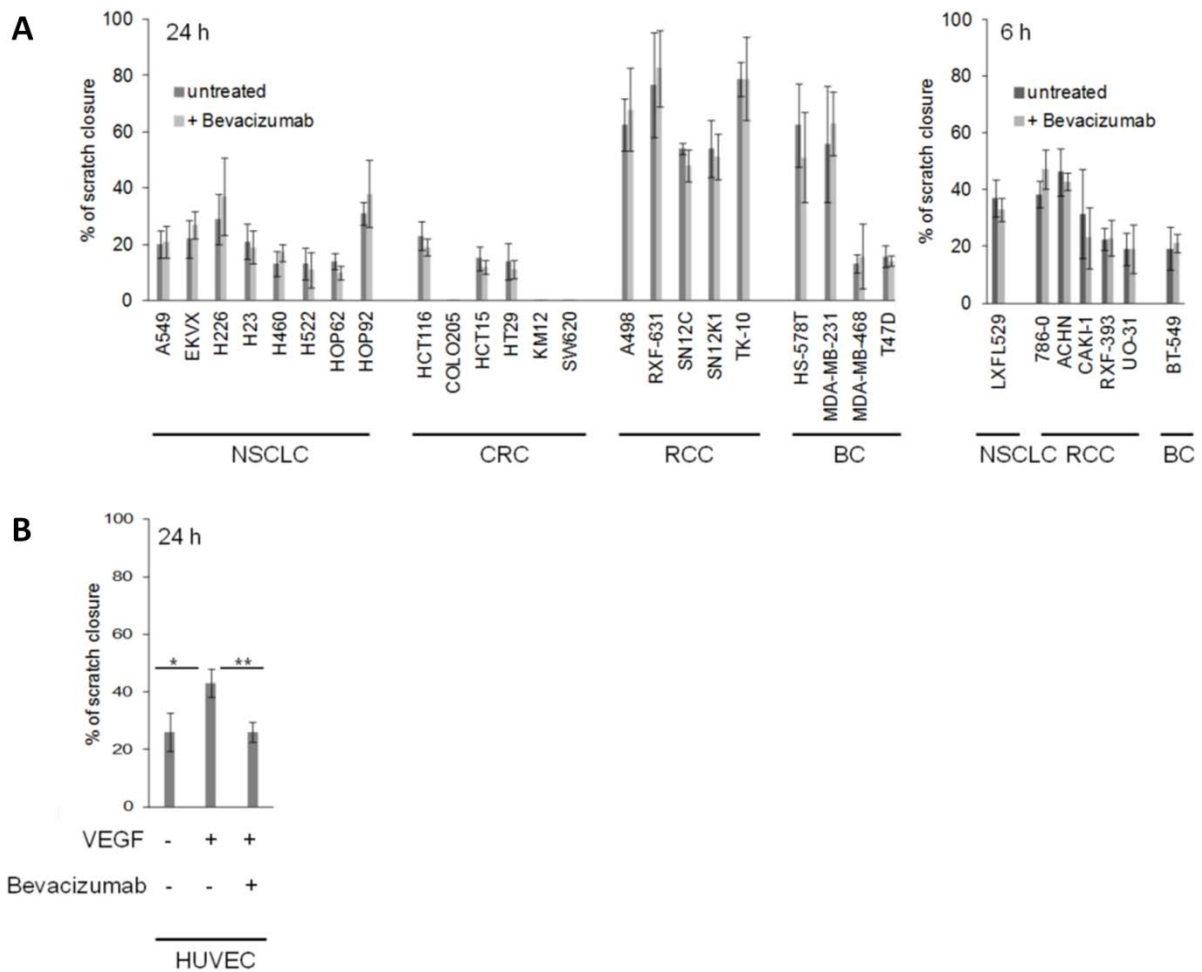 A
24 h
% of scratch closure
100
80
60
40
20
0
untreated
+ Bevacizumab
A549
EKVX
H226
H23
H460
H522
HOP62
HOP92
HCT116
COLO205
HCT15
HT29
KM12
SW620
A498
RXF-631
SN12C
SN12K1
TK-10
HS-578T
MDA-MB-231
MDA-MB-468
T47D
NSCLC
CRC
RCC
BC
6 h
% of scratch closure
100
80
60
40
20
0
untreated
+ Bevacizumab
LXFL529
786-0
ACHN
CAKI-1
RXF-393
UO-31
BT-549
NSCLC
RCC
BC
B
24 h
% of scratch closure
100
80
60
40
20
0
*
**
VEGF - + +
Bevacizumab - - +
HUVEC